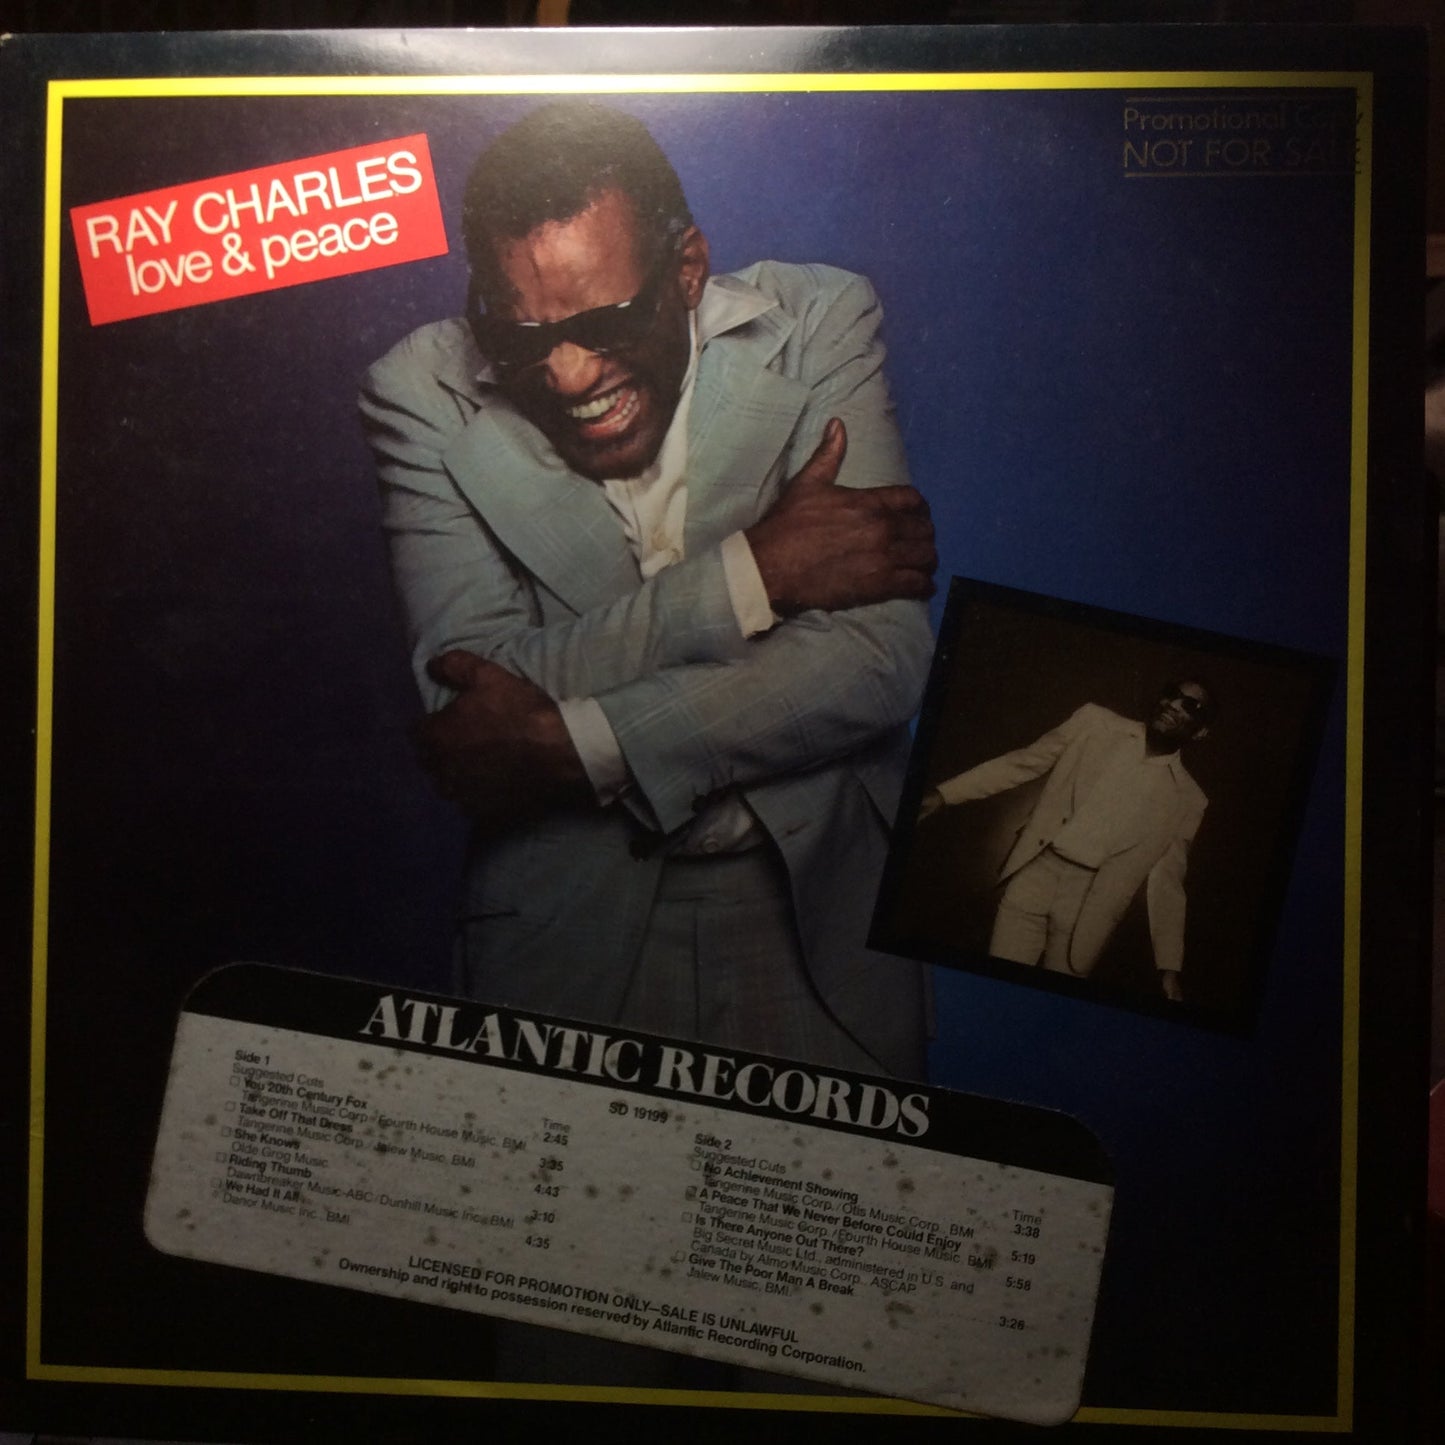 Promotional Copy
NOT FOR SALE
RAY CHARLES
love & peace
ATLANTIC RECORDS
SD 19199
Side 1
Suggested Cuts
Time
You 20th Century Fox 2:45
Tangerine Music Corp./Fourth House Music, BMI
Take Off That Dress 3:35
Tangerine Music Corp./Jalew Music, BMI
She Knows 4:43
Olde Grog Music
Riding Thumb 3:10
Dawnbreaker Music-ABC/Dunhill Music Inc., BMI
We Had It All 4:35
Danor Music Inc., BMI
Side 2
Suggested Cuts
Time
No Achievement Showing 3:38
Tangerine Music Corp./Otis Music Corp., BMI
A Peace That We Never Before Could Enjoy 5:19
Tangerine Music Corp./Fourth House Music, BMI
Is There Anyone Out There? 5:58
Big Secret Music Ltd., administered in U.S. and
Canada by Almo Music Corp., ASCAP
Give The Poor Man A Break 3:26
Jalew Music, BMI
LICENSED FOR PROMOTION ONLY—SALE IS UNLAWFUL
Ownership and right to possession reserved by Atlantic Recording Corporation.